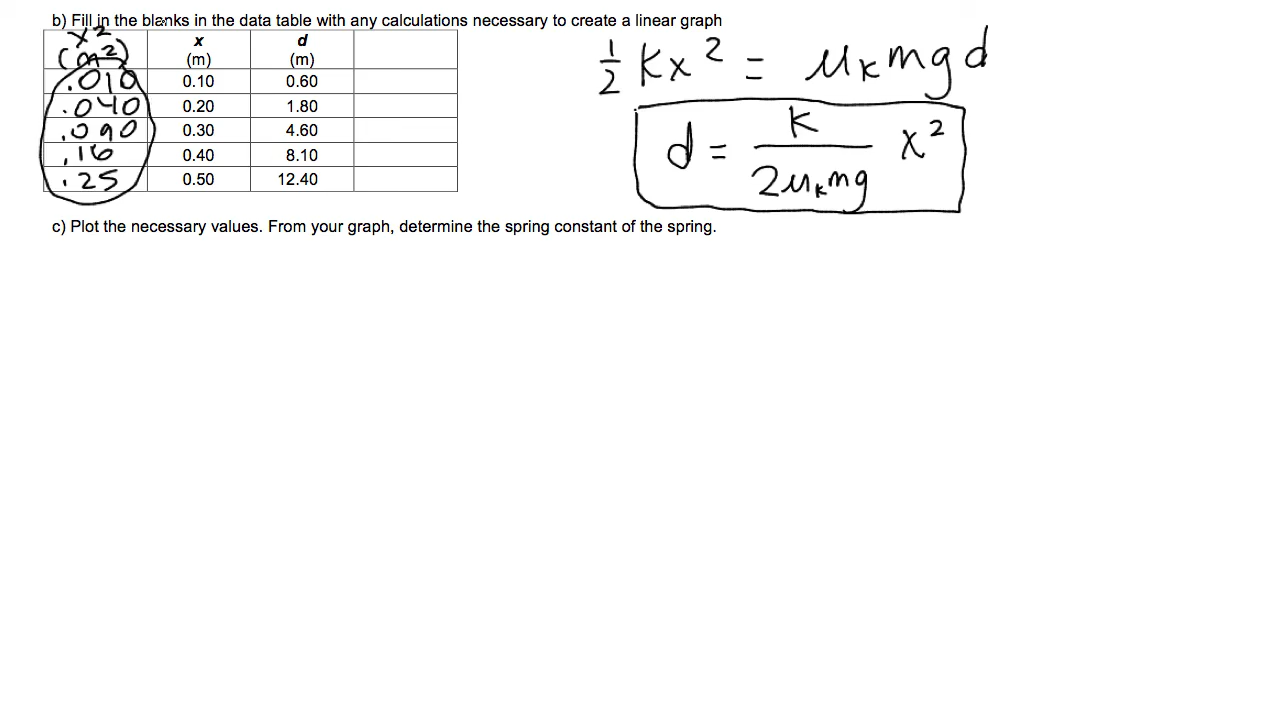 b) Fill in the blanks in the data table with any calculations necessary to create a linear graph
x² x d
(m²) (m) (m)
.010 0.10 0.60
.040 0.20 1.80
.090 0.30 4.60
.16 0.40 8.10
.25 0.50 12.40
½ Kx² = μₖmgd
d = K / 2μₖmg x²
c) Plot the necessary values. From your graph, determine the spring constant of the spring.